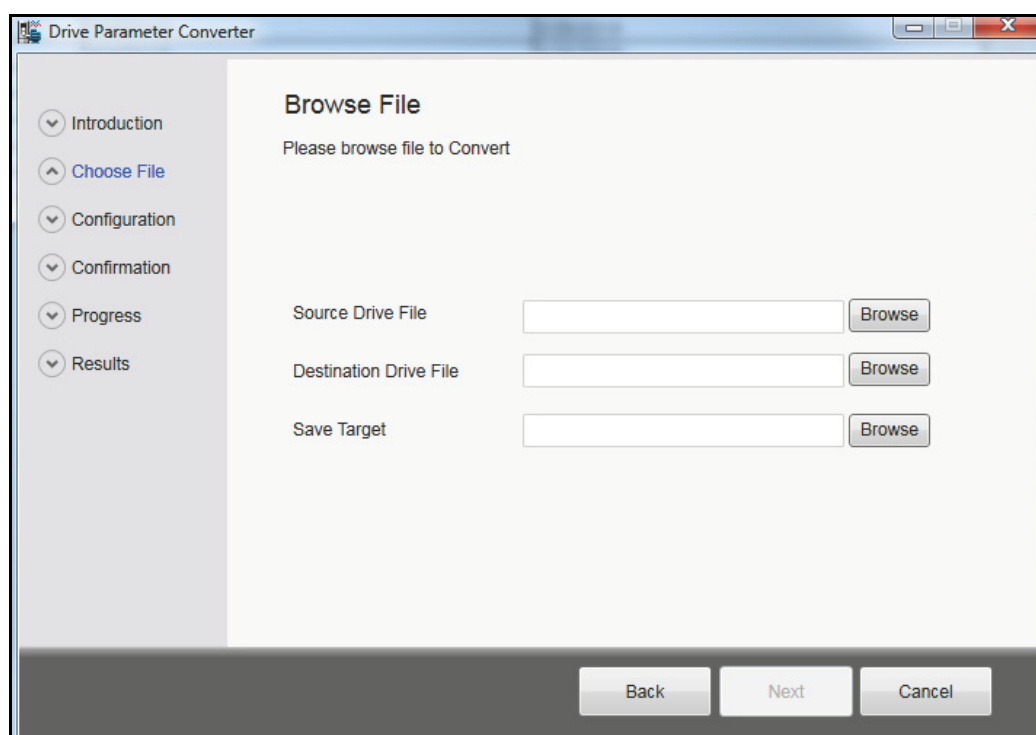 Drive Parameter Converter
Introduction
Choose File
Configuration
Confirmation
Progress
Results
Browse File
Please browse file to Convert
Source Drive File
Browse
Destination Drive File
Browse
Save Target
Browse
Back
Next
Cancel